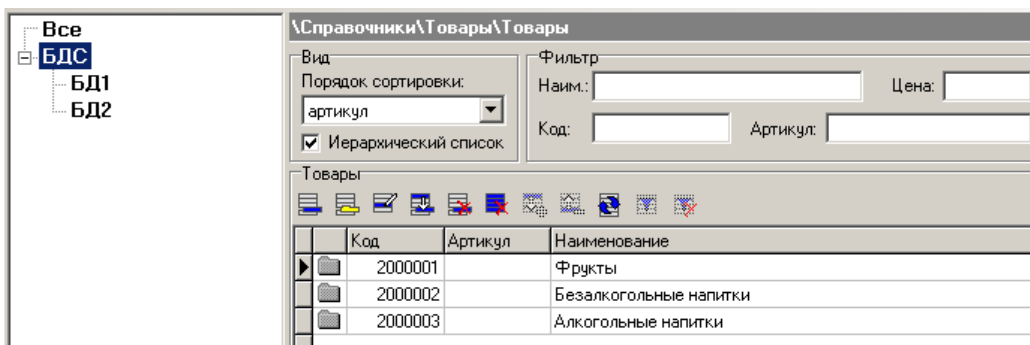 Все
БДС
БД1
БД2
\Справочники\Товары\Товары
Вид
Порядок сортировки:
артикул
Иерархический список
Фильтр
Наим.: Цена:
Код: Артикул:
Товары
Код Артикул Наименование
2000001 Фрукты
2000002 Безалкогольные напитки
2000003 Алкогольные напитки